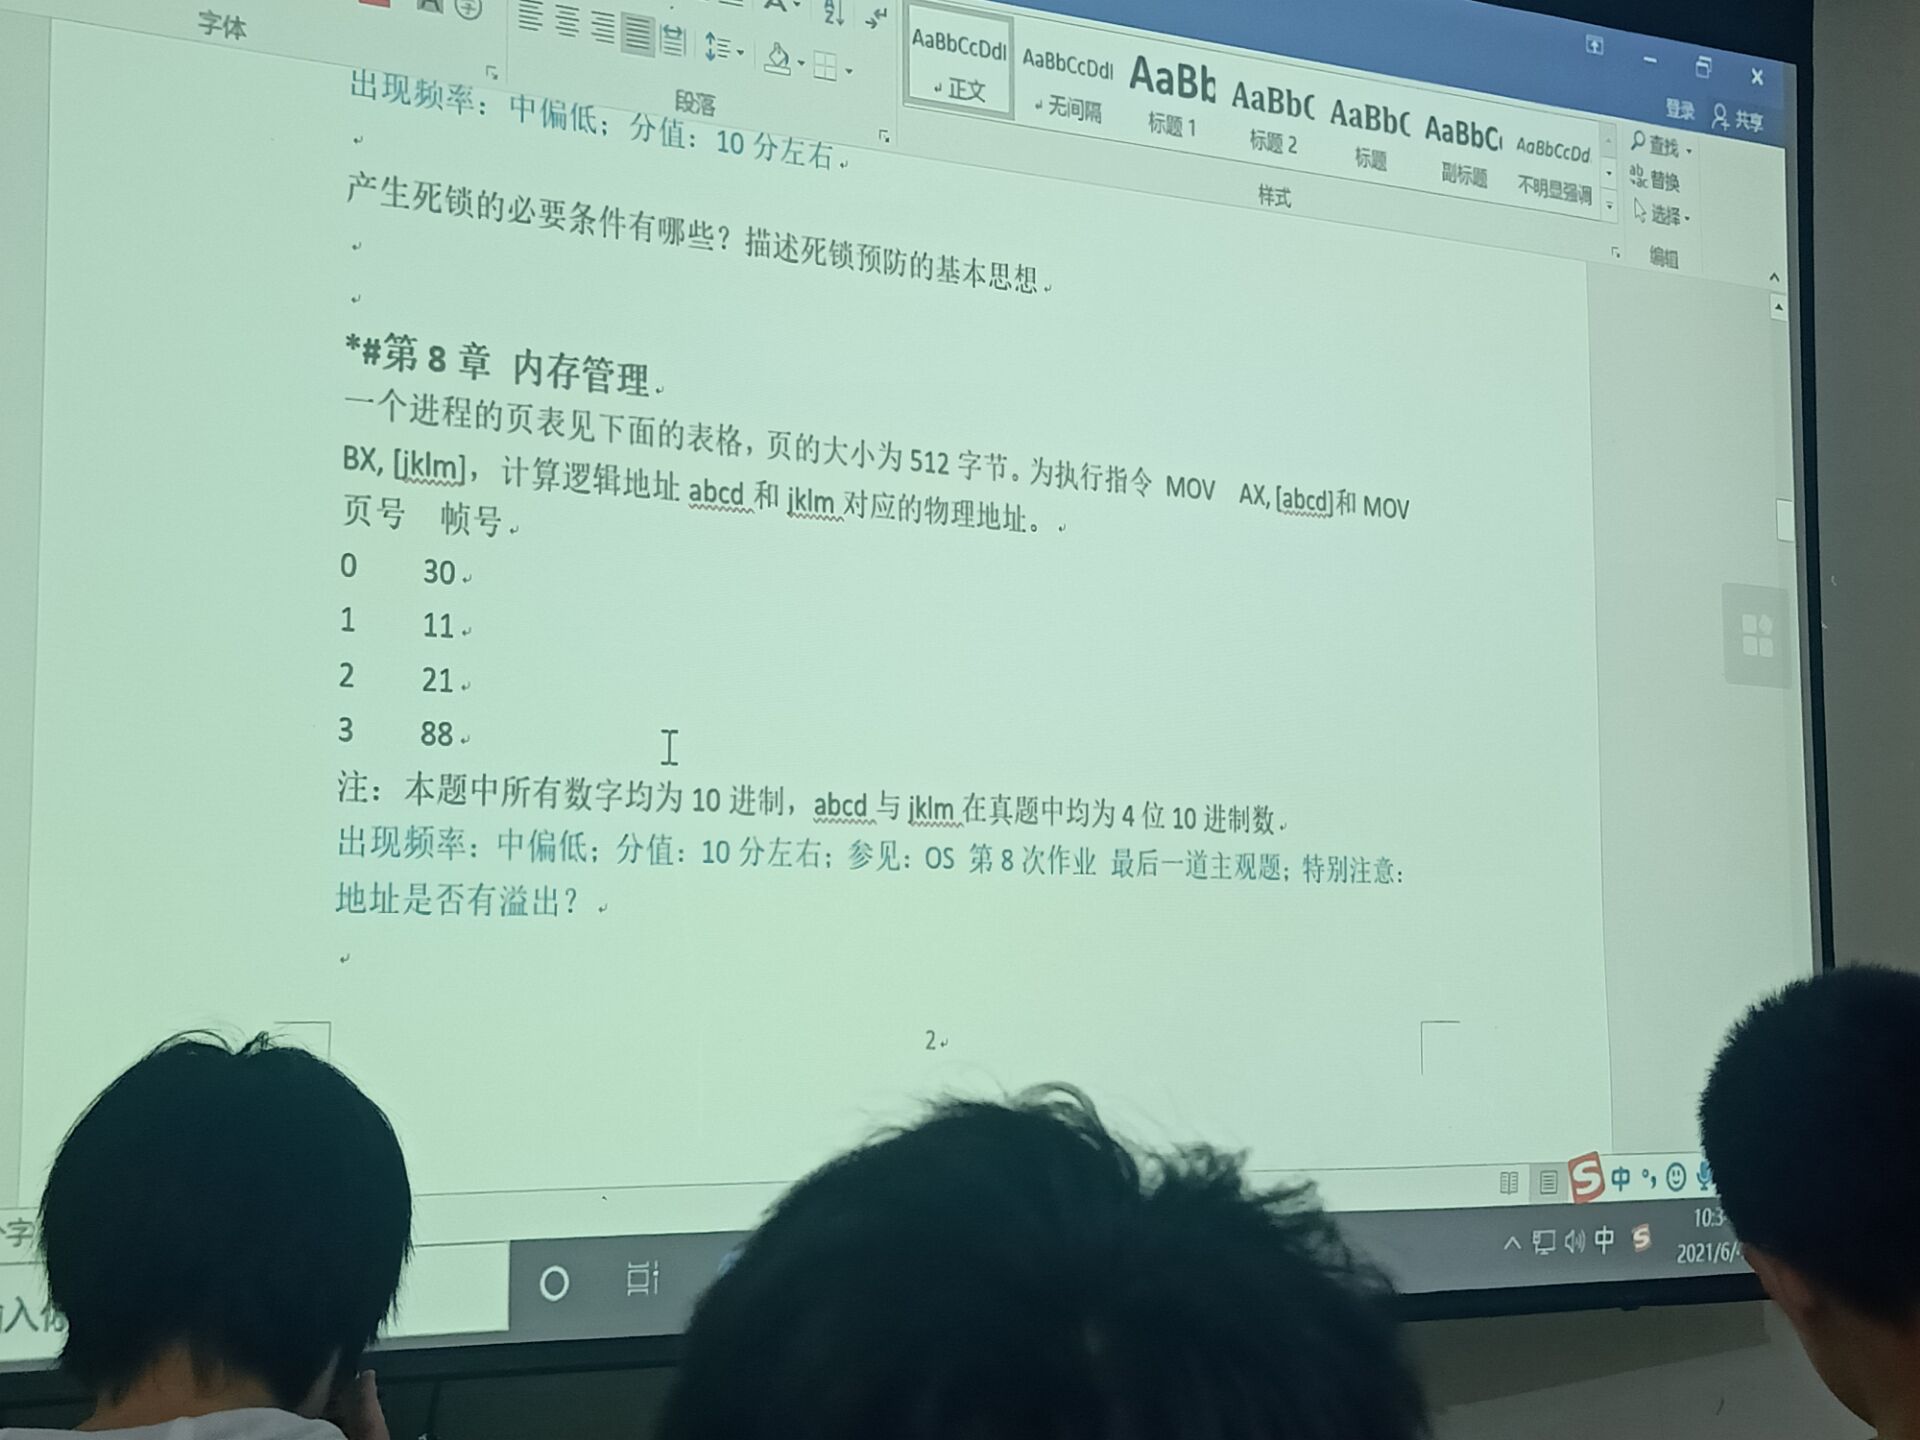 字体
段落
AaBbCcDdI AaBbCcDdI AaBb AaBbC AaBbC AaBbC AaBbCcDd
正文 无间隔 标题 1 标题 2 标题 副标题 不明显强调
样式
登录 共享
查找
替换
选择
编辑
出现频率：中偏低；分值：10 分左右
产生死锁的必要条件有哪些？描述死锁预防的基本思想
*#第 8 章 内存管理
一个进程的页表见下面的表格，页的大小为 512 字节。为执行指令 MOV AX, [abcd]和 MOV
BX, [jklm]，计算逻辑地址 abcd 和 jklm 对应的物理地址。
页号 帧号
0 30
1 11
2 21
3 88
注：本题中所有数字均为 10 进制，abcd 与 jklm 在真题中均为 4 位 10 进制数
出现频率：中偏低；分值：10 分左右；参见：OS 第 8 次作业 最后一道主观题；特别注意：
地址是否有溢出？
2
中
中
10:3
2021/6/